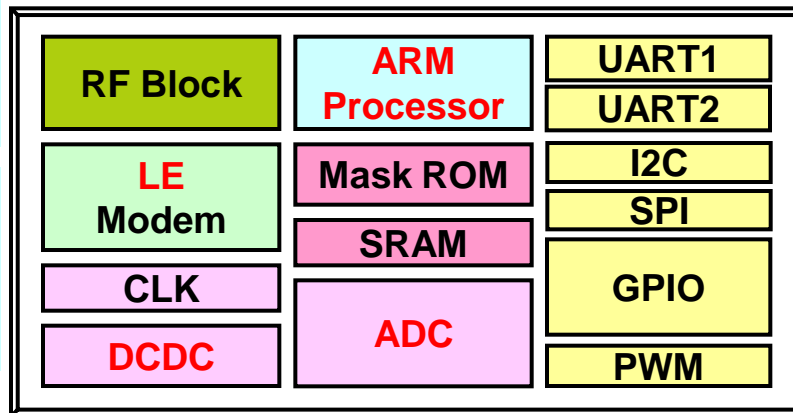 RF Block
LE
Modem
CLK
DCDC
ARM
Processor
Mask ROM
SRAM
ADC
UART1
UART2
I2C
SPI
GPIO
PWM